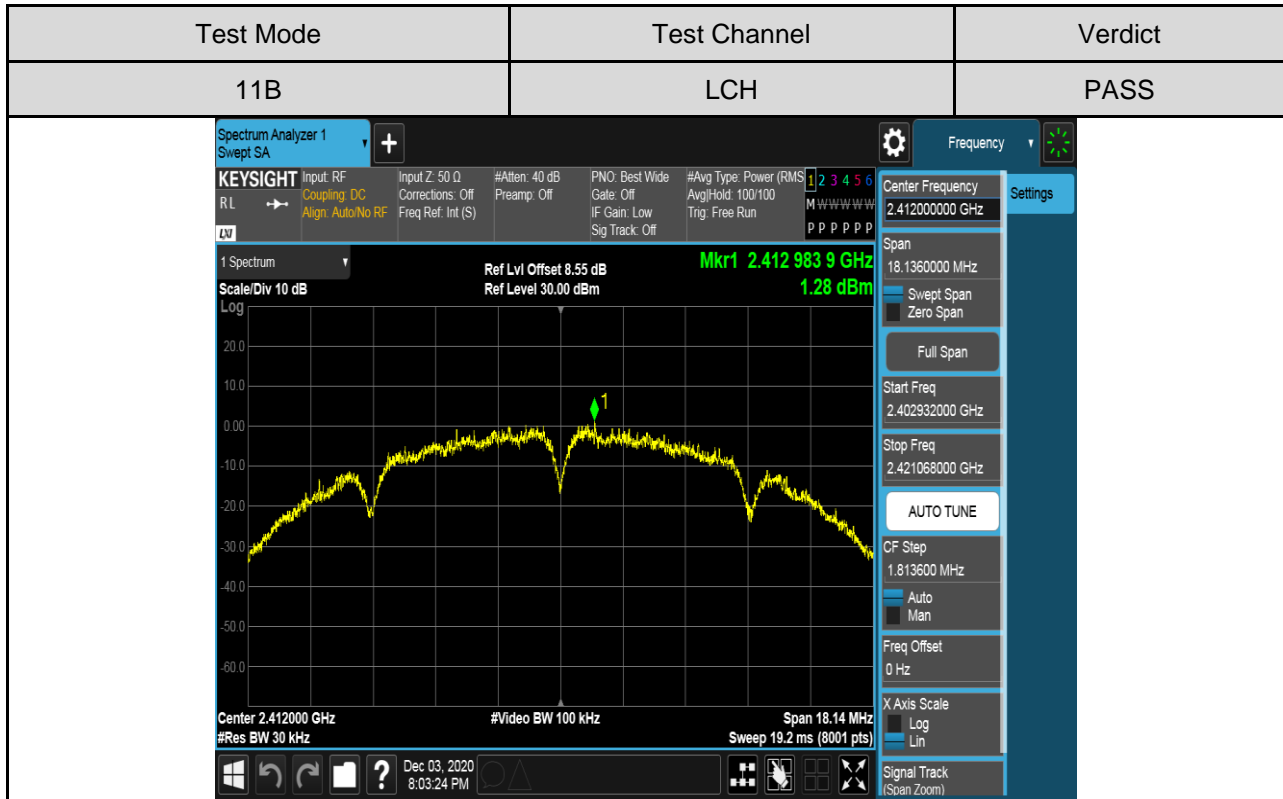 Test Mode Test Channel Verdict
11B LCH PASS
Spectrum Analyzer 1
Swept SA
+
Frequency
KEYSIGHT
RL
LXI
Input: RF
Coupling: DC
Align: Auto/No RF
Input Z: 50 Ω
Corrections: Off
Freq Ref: Int (S)
#Atten: 40 dB
Preamp: Off
PNO: Best Wide
Gate: Off
IF Gain: Low
Sig Track: Off
#Avg Type: Power (RMS
Avg|Hold: 100/100
Trig: Free Run
1 2 3 4 5 6
M W W W W W
P P P P P P
1 Spectrum
Scale/Div 10 dB
Ref Lvl Offset 8.55 dB
Ref Level 30.00 dBm
Mkr1 2.412 983 9 GHz
1.28 dBm
Log
20.0
10.0
0.00
-10.0
-20.0
-30.0
-40.0
-50.0
-60.0
1
Center 2.412000 GHz
#Res BW 30 kHz
#Video BW 100 kHz
Span 18.14 MHz
Sweep 19.2 ms (8001 pts)
Dec 03, 2020
8:03:24 PM
?
Center Frequency
2.412000000 GHz
Settings
Span
18.1360000 MHz
Swept Span
Zero Span
Full Span
Start Freq
2.402932000 GHz
Stop Freq
2.421068000 GHz
AUTO TUNE
CF Step
1.813600 MHz
Auto
Man
Freq Offset
0 Hz
X Axis Scale
Log
Lin
Signal Track
(Span Zoom)